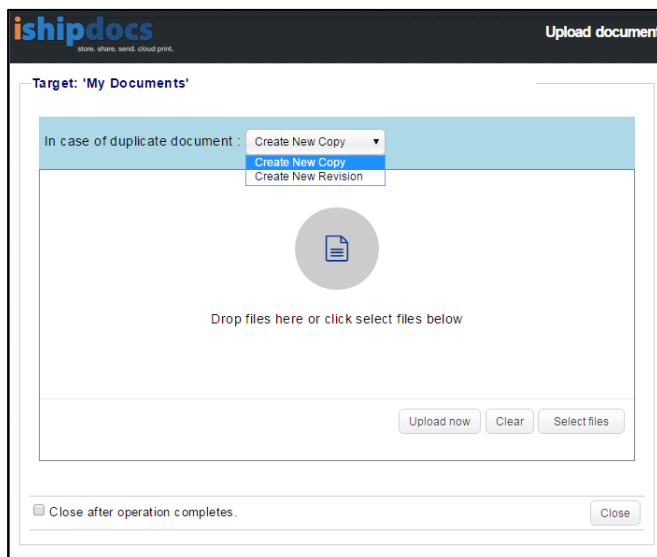 ishipdocs
store. share. send. cloud print.
Upload document
Target: 'My Documents'
In case of duplicate document : Create New Copy
Create New Copy
Create New Revision
Drop files here or click select files below
Upload now Clear Select files
Close after operation completes. Close